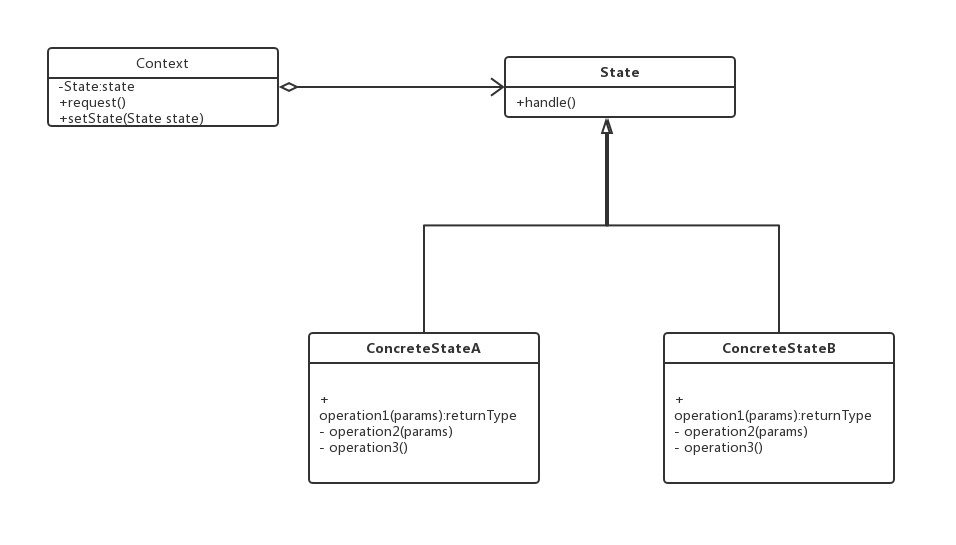 Context
-State:state
+request()
+setState(State state)
State
+handle()
ConcreteStateA
+
operation1(params):returnType
- operation2(params)
- operation3()
ConcreteStateB
+
operation1(params):returnType
- operation2(params)
- operation3()